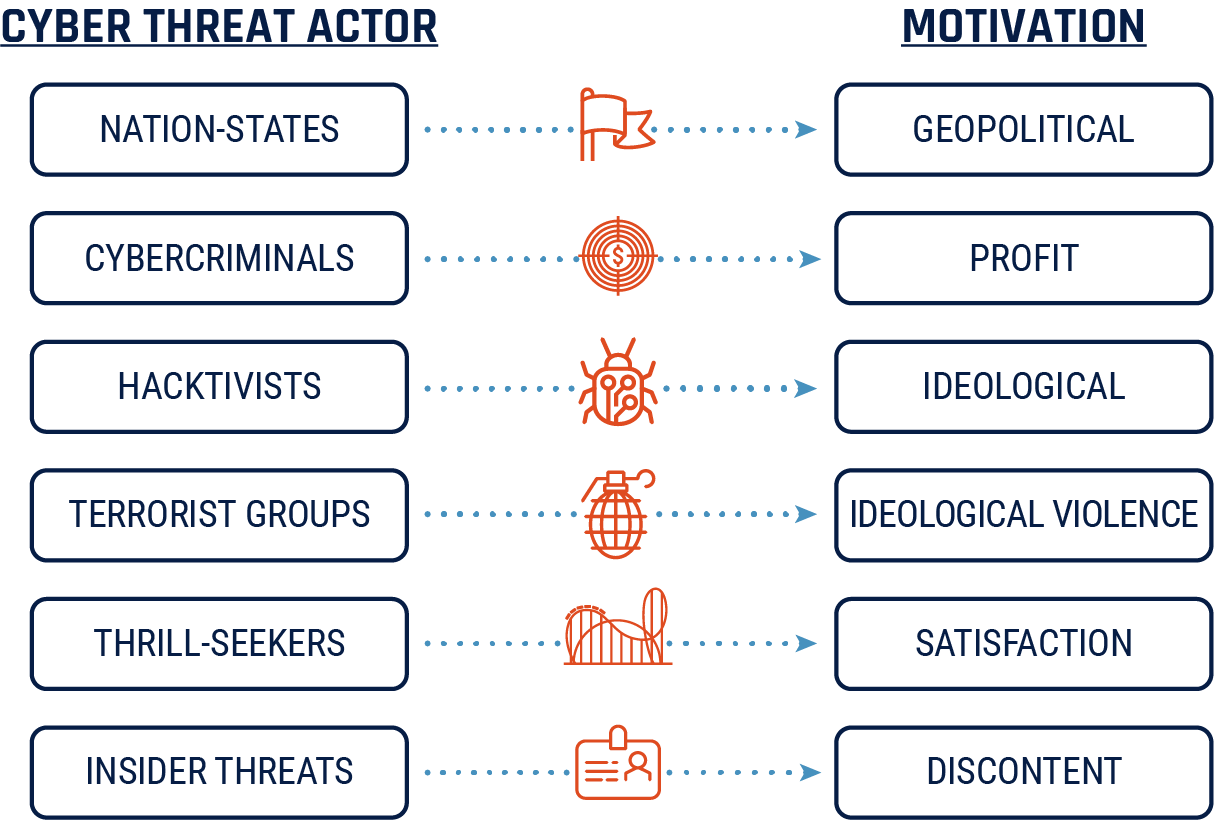 CYBER THREAT ACTOR MOTIVATION
NATION-STATES GEOPOLITICAL
CYBERCRIMINALS $ PROFIT
HACKTIVISTS IDEOLOGICAL
TERRORIST GROUPS IDEOLOGICAL VIOLENCE
THRILL-SEEKERS SATISFACTION
INSIDER THREATS DISCONTENT